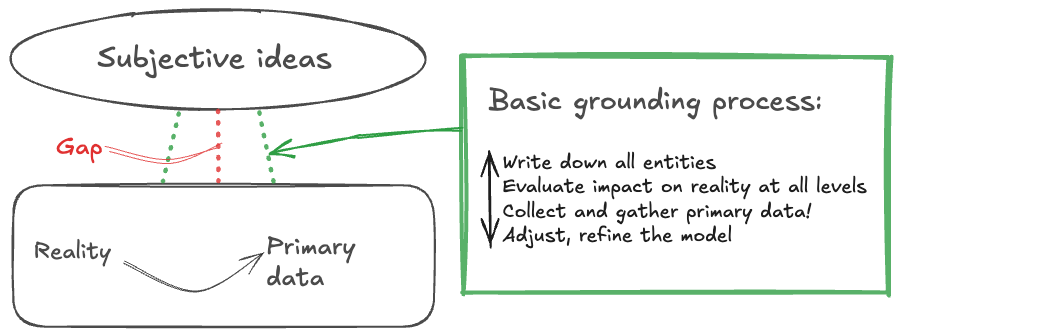 Subjective ideas
Gap
Reality
Primary
data
Basic grounding process:
Write down all entities
Evaluate impact on reality at all levels
Collect and gather primary data!
Adjust, refine the model